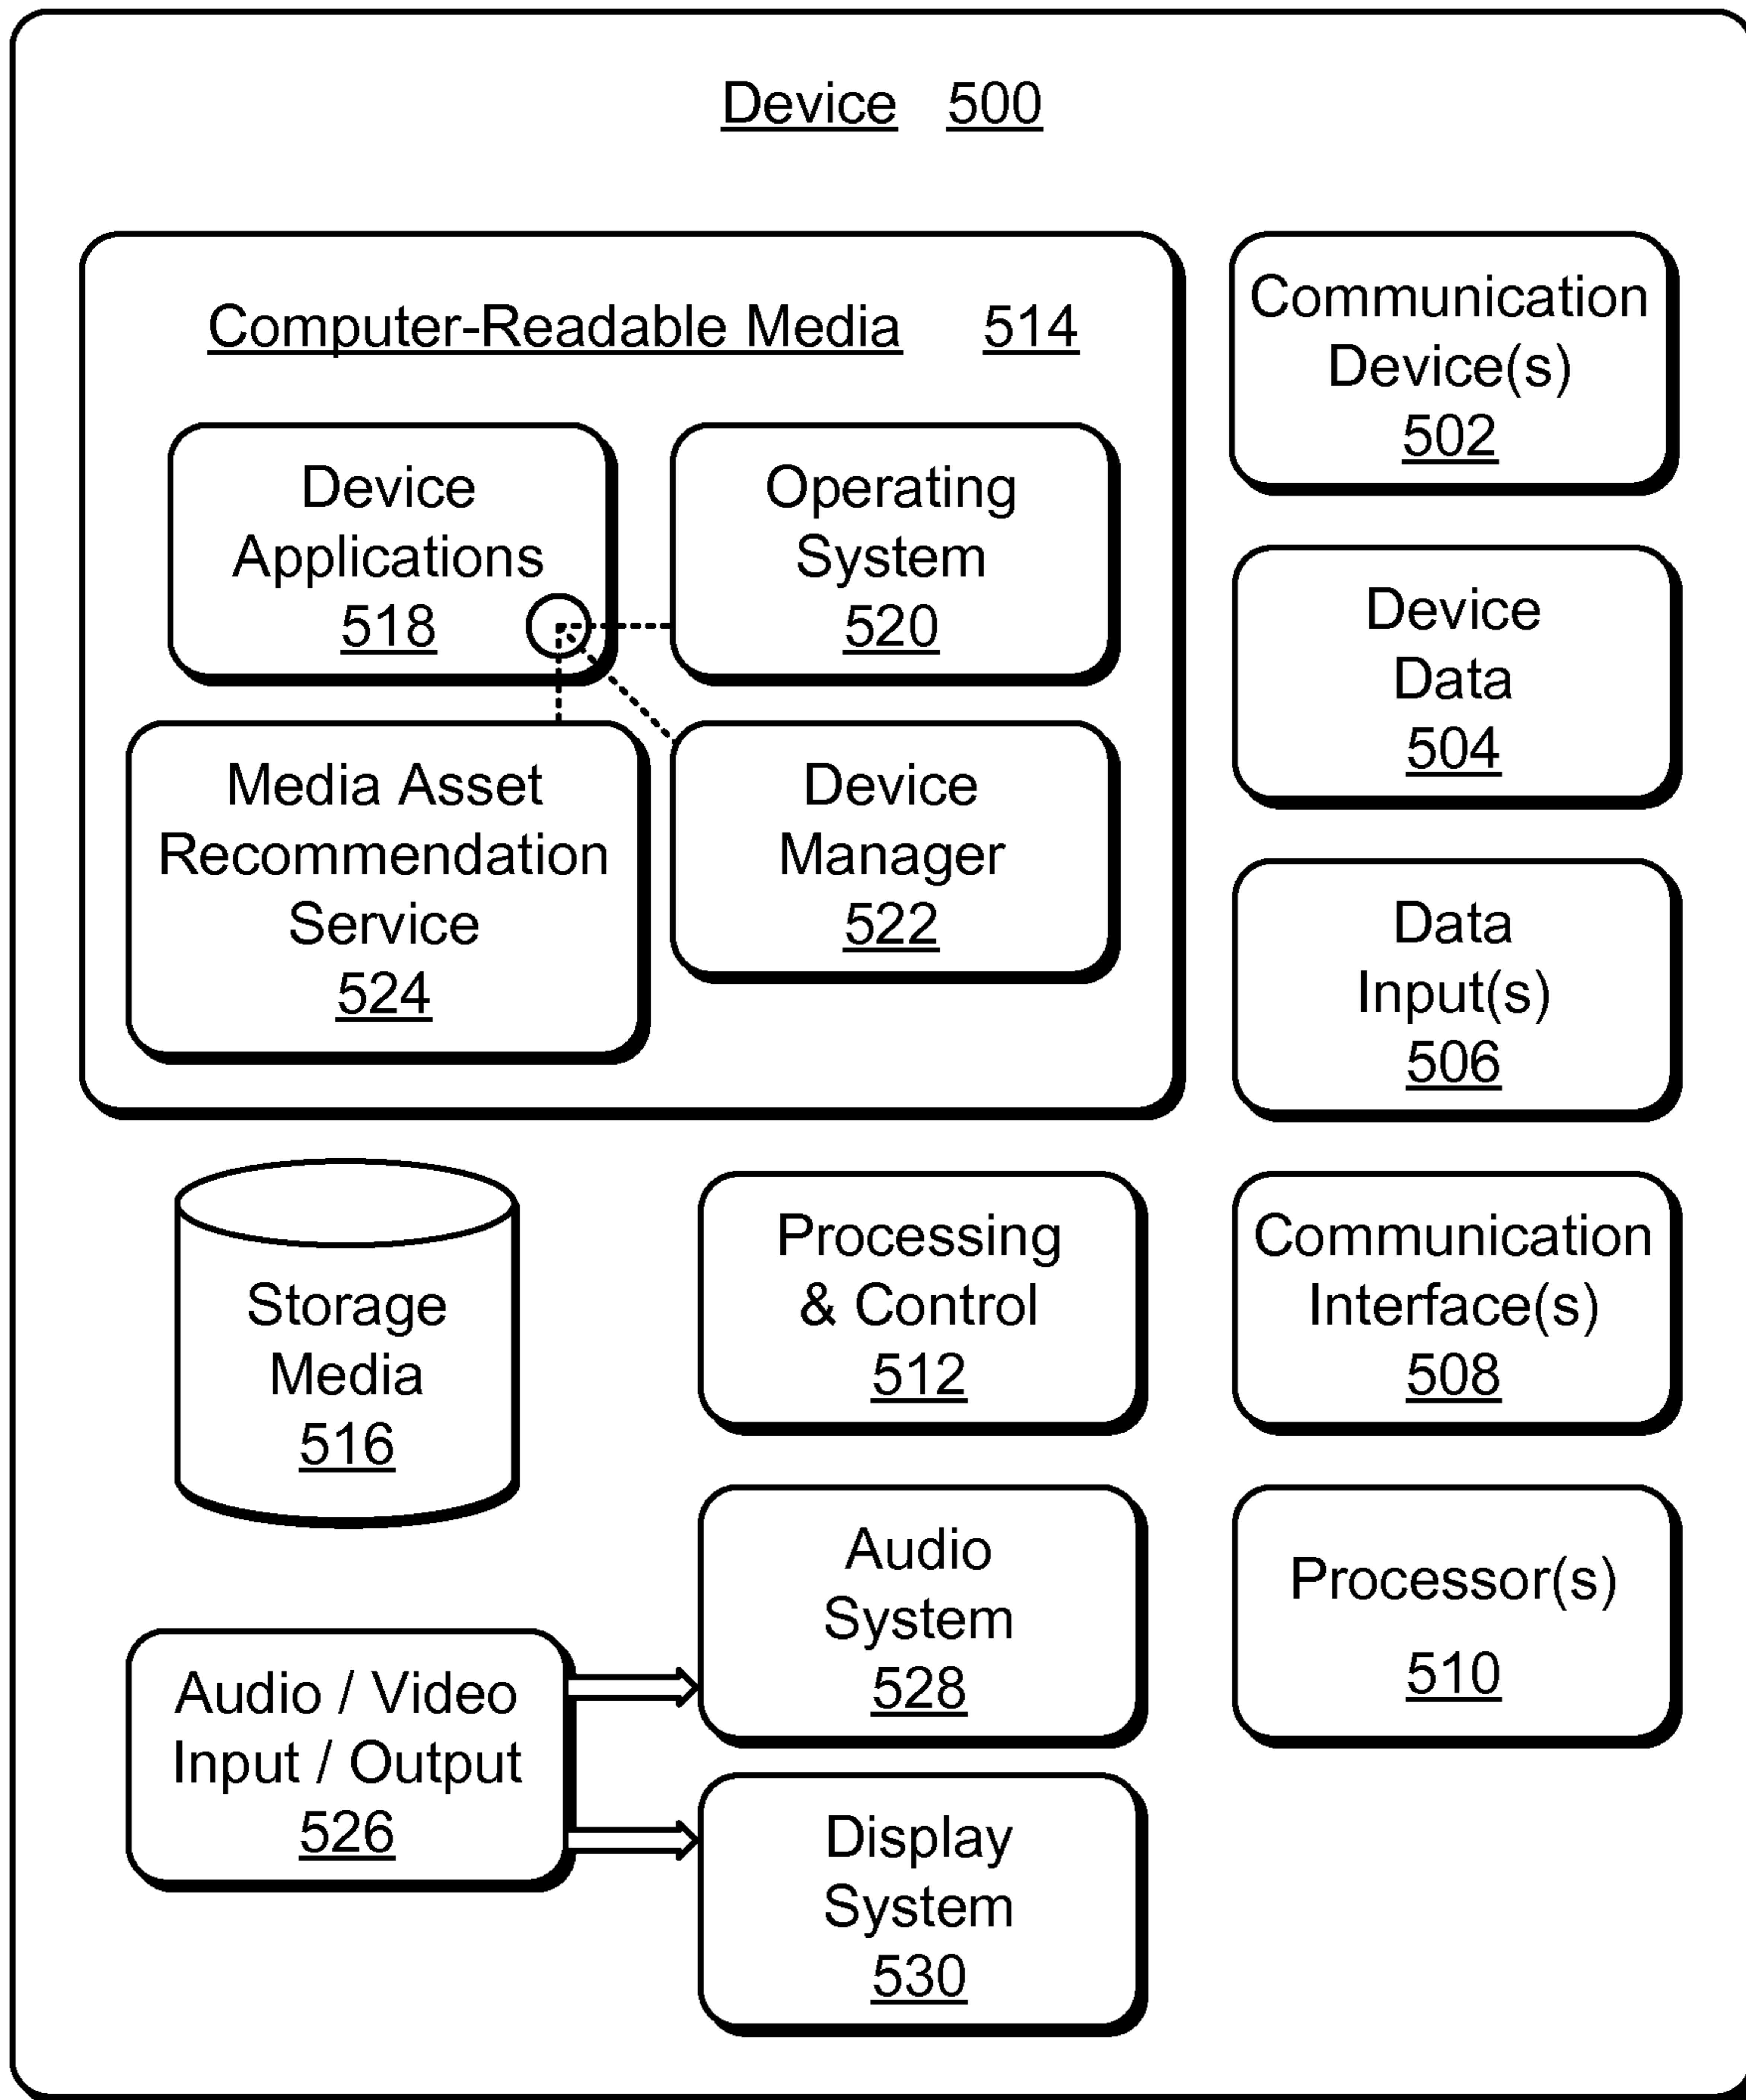 Device 500
Computer-Readable Media 514
Device
Applications
518
Operating
System
520
Media Asset
Recommendation
Service
524
Device
Manager
522
Communication
Device(s)
502
Device
Data
504
Data
Input(s)
506
Communication
Interface(s)
508
Processor(s)
510
Storage
Media
516
Processing
& Control
512
Audio / Video
Input / Output
526
Audio
System
528
Display
System
530